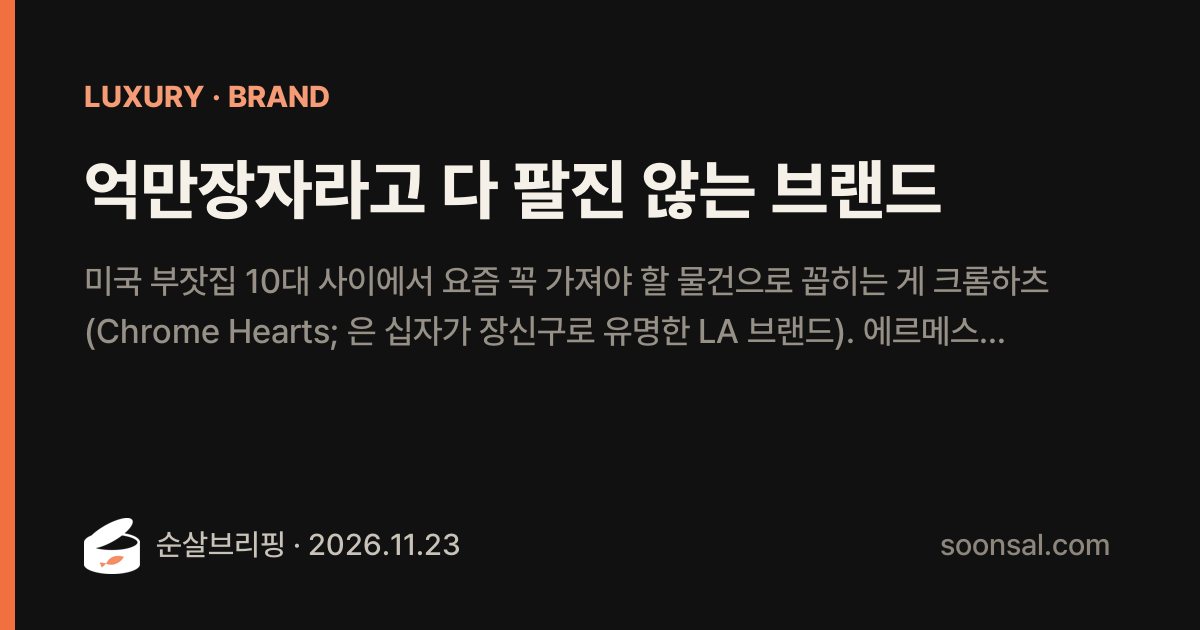 LUXURY · BRAND
억만장자라고 다 팔진 않는 브랜드
미국 부잣집 10대 사이에서 요즘 꼭 가져야 할 물건으로 꼽히는 게 크롬하츠
(Chrome Hearts; 은 십자가 장신구로 유명한 LA 브랜드). 에르메스...
순살브리핑 · 2026.11.23
soonsal.com